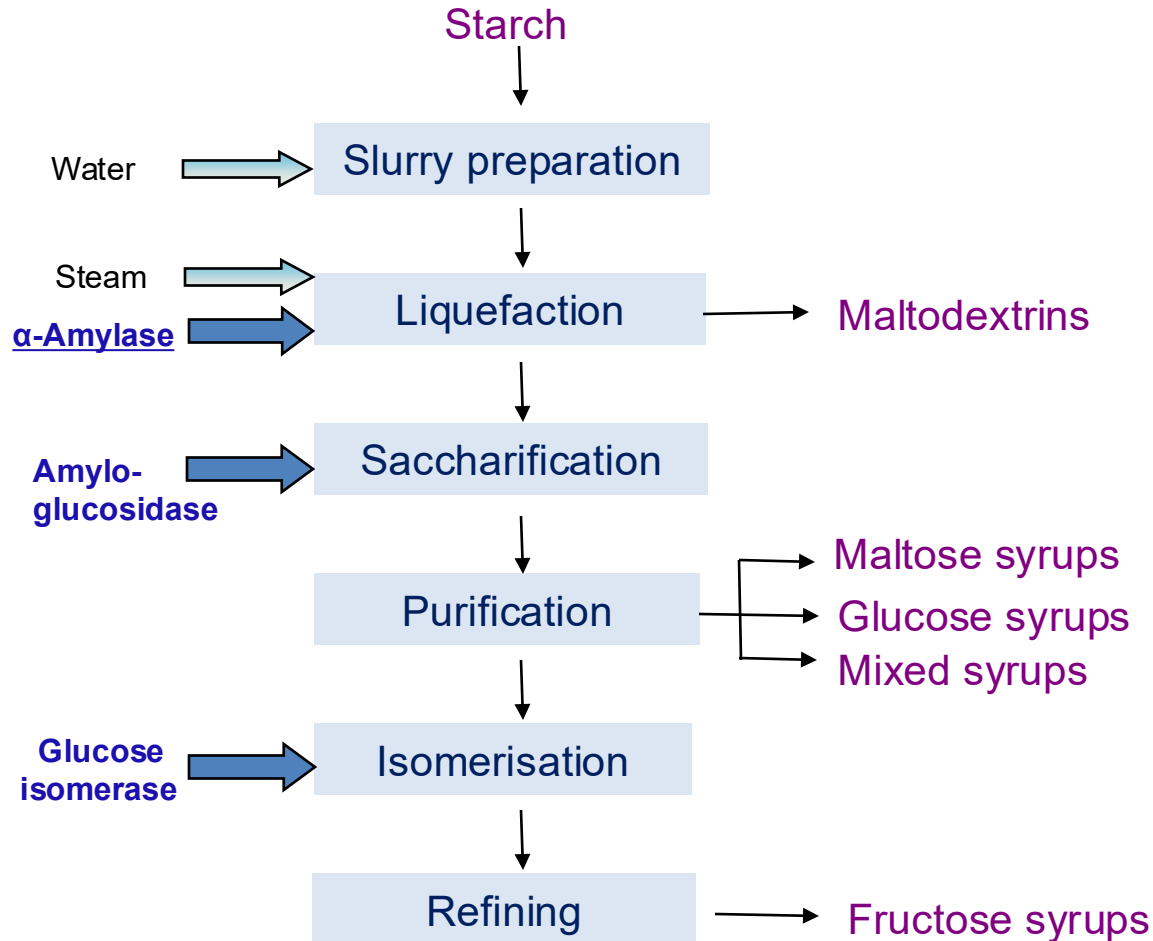 Starch
Water
Slurry preparation
Steam
α-Amylase
Liquefaction
Maltodextrins
Amylo-
glucosidase
Saccharification
Purification
Maltose syrups
Glucose syrups
Mixed syrups
Glucose
isomerase
Isomerisation
Refining
Fructose syrups